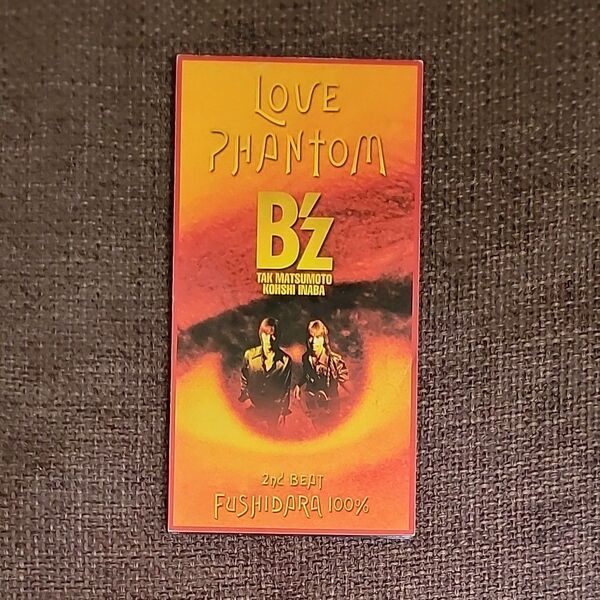 LOVE
PHANTOM
B'z
TAK MATSUMOTO
KOHSHI INABA
2nd BEAT
FUSHIDARA 100%